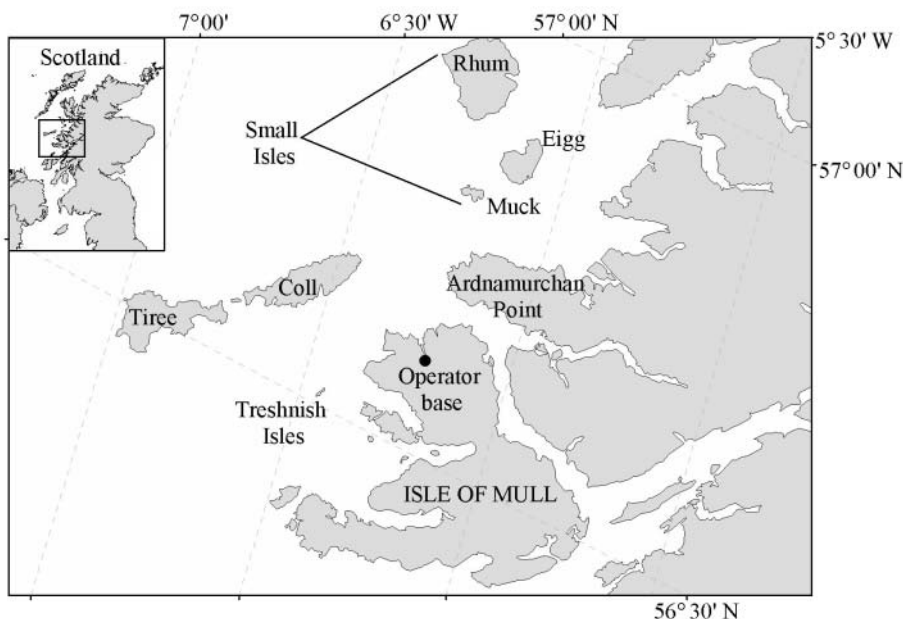 7°00'
6°30' W
57°00' N
5°30' W
Scotland
Rhum
Small
Isles
Eigg
57°00' N
Muck
Coll
Ardnamurchan
Point
Tiree
Operator
base
Treshnish
Isles
ISLE OF MULL
56°30' N